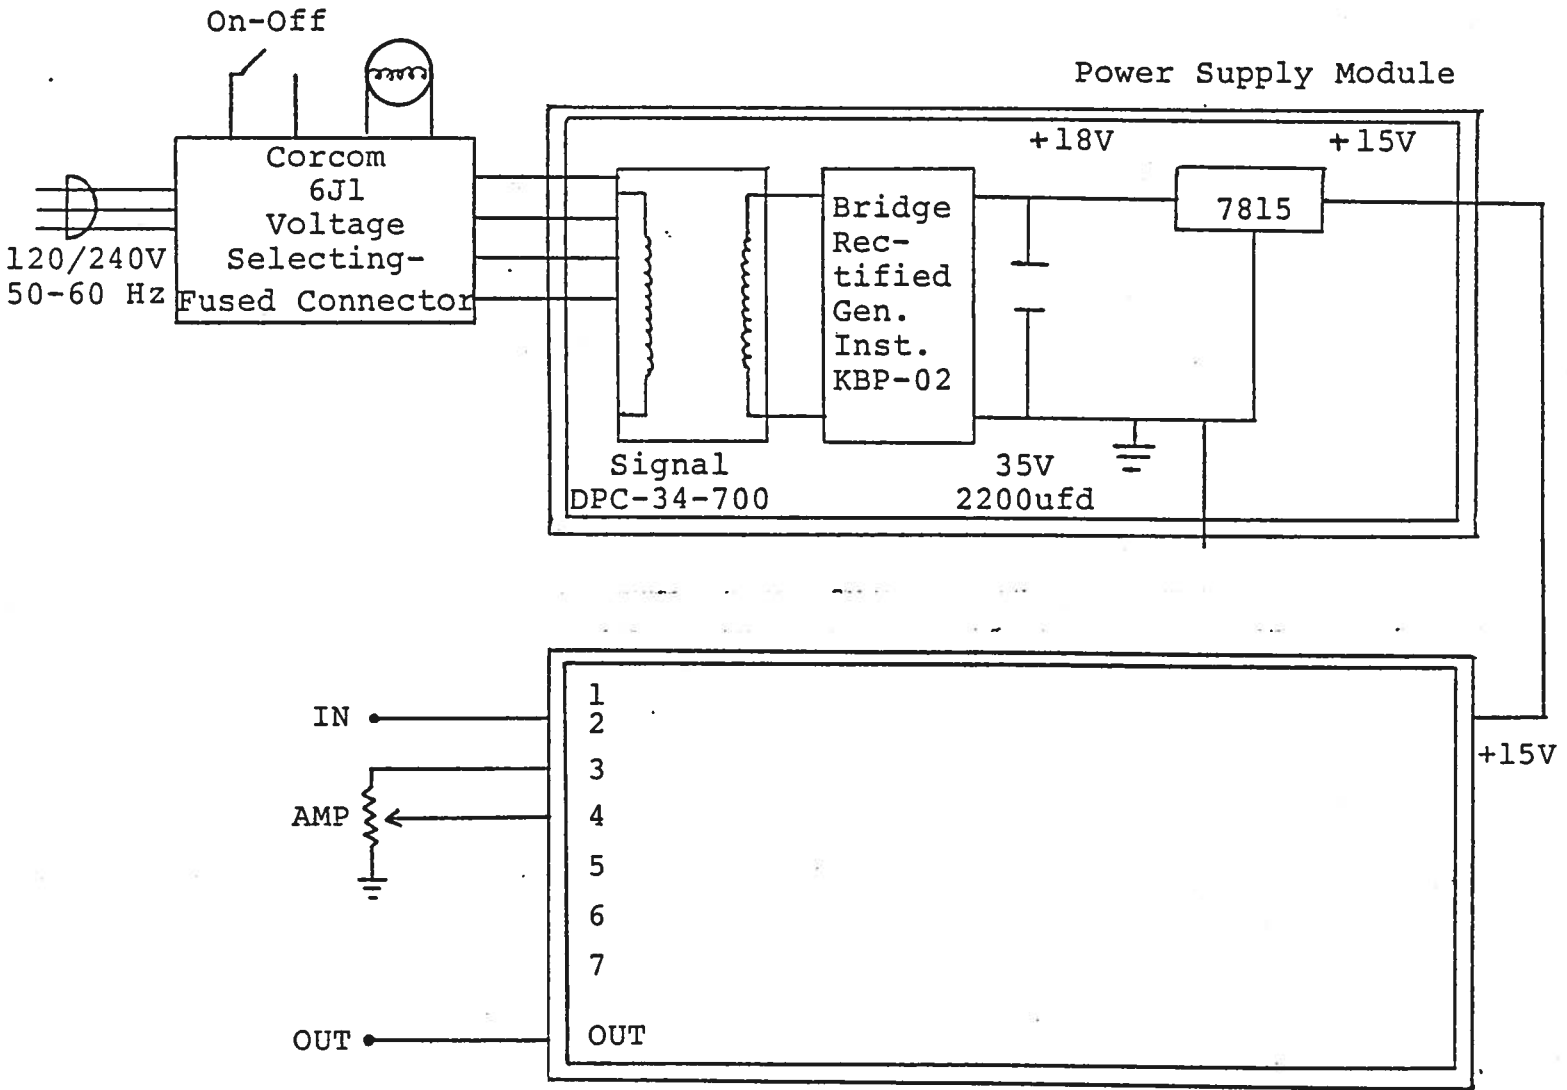 On-Off
Power Supply Module
Corcom
6J1
Voltage
Selecting-
Fused Connector
120/240V
50-60 Hz
+18V
+15V
7815
Bridge
Rec-
tified
Gen.
Inst.
KBP-02
Signal
DPC-34-700
35V
2200ufd
IN
AMP
OUT
1
2
3
4
5
6
7
OUT
+15V